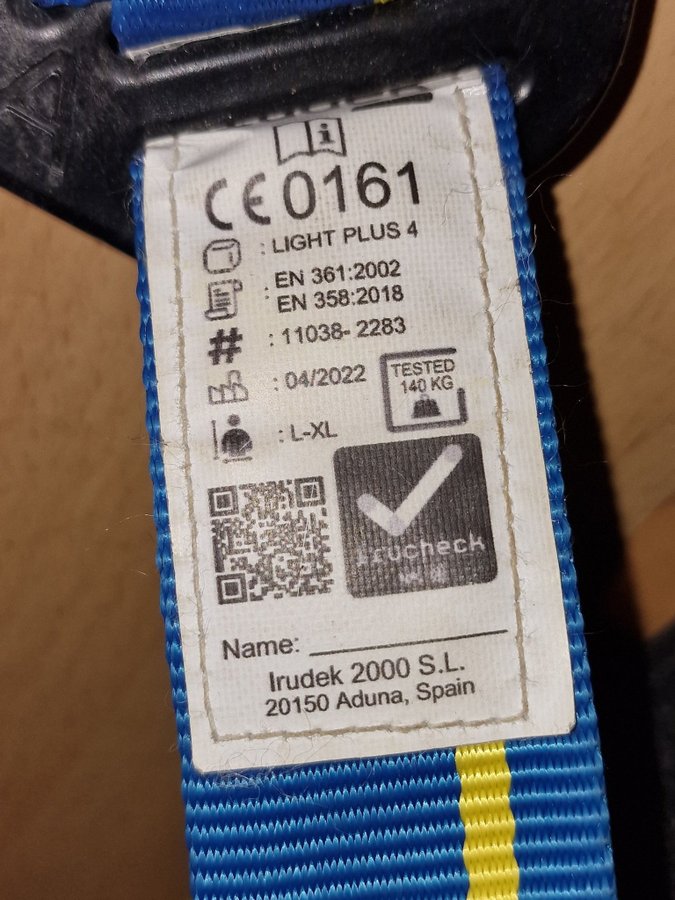 CE 0161
: LIGHT PLUS 4
: EN 361:2002
EN 358:2018
# : 11038- 2283
: 04/2022
TESTED
140 KG
: L-XL
irucheck
Name:
Irudek 2000 S.L.
20150 Aduna, Spain